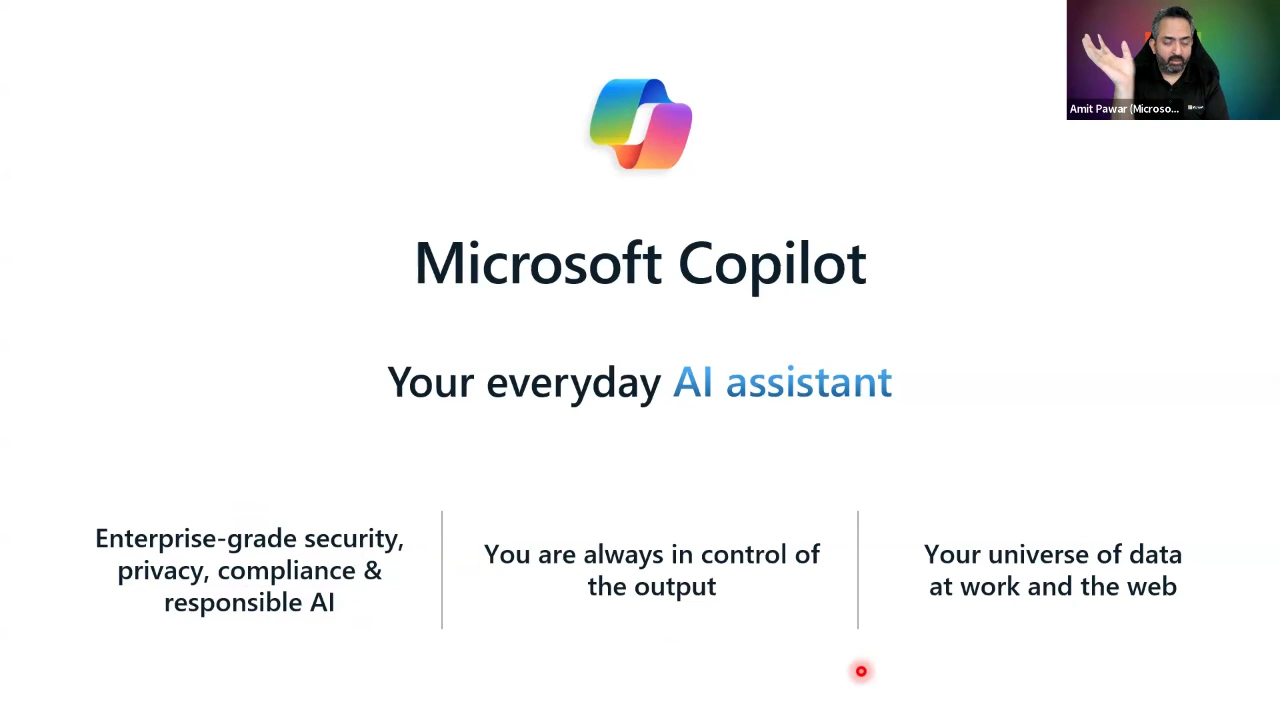 Amit Pawar (Microso...
Microsoft Copilot
Your everyday AI assistant
Enterprise-grade security,
privacy, compliance &
responsible AI
You are always in control of
the output
Your universe of data
at work and the web